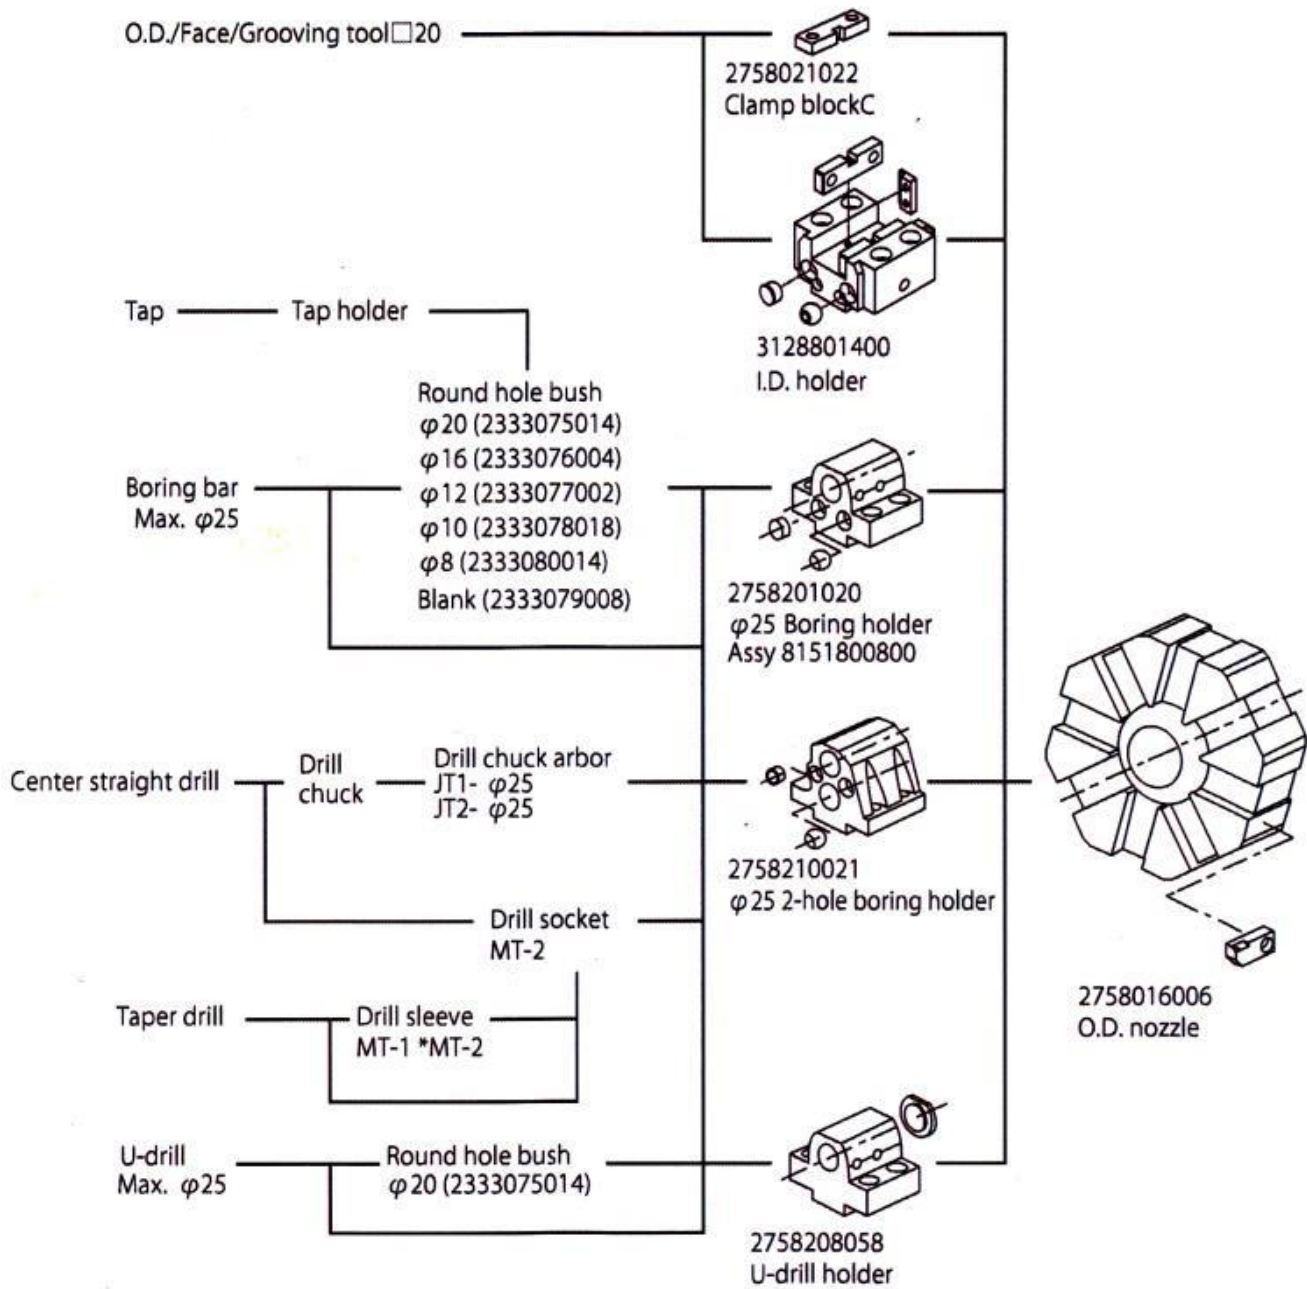 O.D./Face/Grooving tool□20
2758021022
Clamp blockC
3128801400
I.D. holder
Tap
Tap holder
Round hole bush
φ20 (2333075014)
φ16 (2333076004)
φ12 (2333077002)
φ10 (2333078018)
φ8 (2333080014)
Blank (2333079008)
Boring bar
Max. φ25
2758201020
φ25 Boring holder
Assy 8151800800
Center straight drill
Drill
chuck
Drill chuck arbor
JT1- φ25
JT2- φ25
2758210021
φ25 2-hole boring holder
Drill socket
MT-2
Taper drill
Drill sleeve
MT-1 *MT-2
2758016006
O.D. nozzle
U-drill
Max. φ25
Round hole bush
φ20 (2333075014)
2758208058
U-drill holder